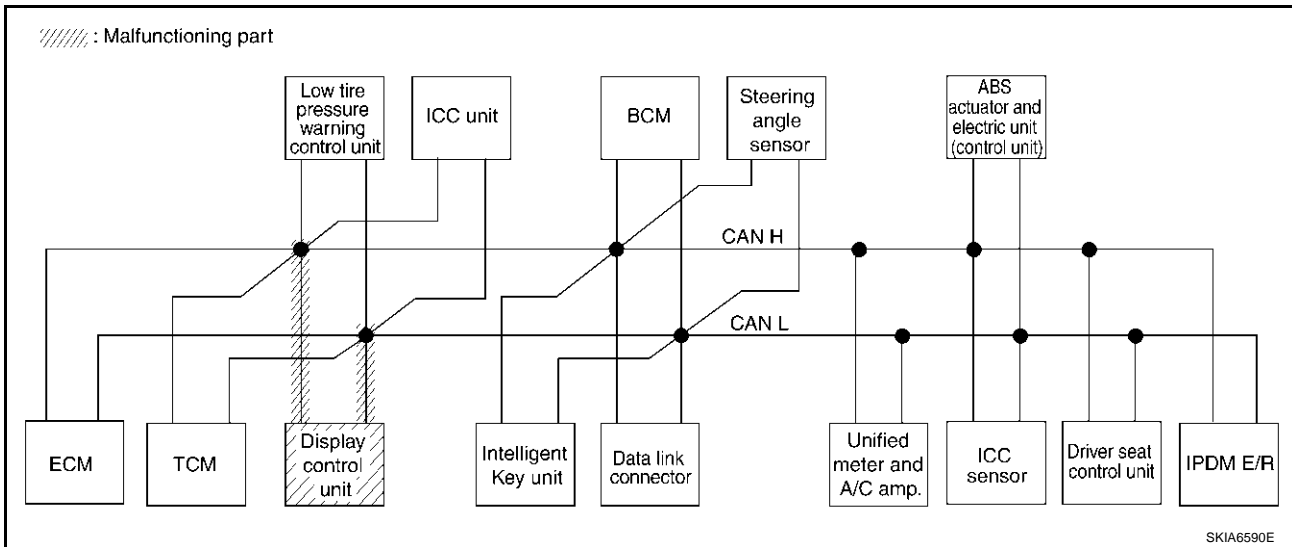 : Malfunctioning part
Low tire
pressure
warning
control unit
ICC unit
BCM
Steering
angle
sensor
ABS
actuator and
electric unit
(control unit)
CAN H
CAN L
ECM
TCM
Display
control
unit
Intelligent
Key unit
Data link
connector
Unified
meter and
A/C amp.
ICC
sensor
Driver seat
control unit
IPDM E/R
SKIA6590E